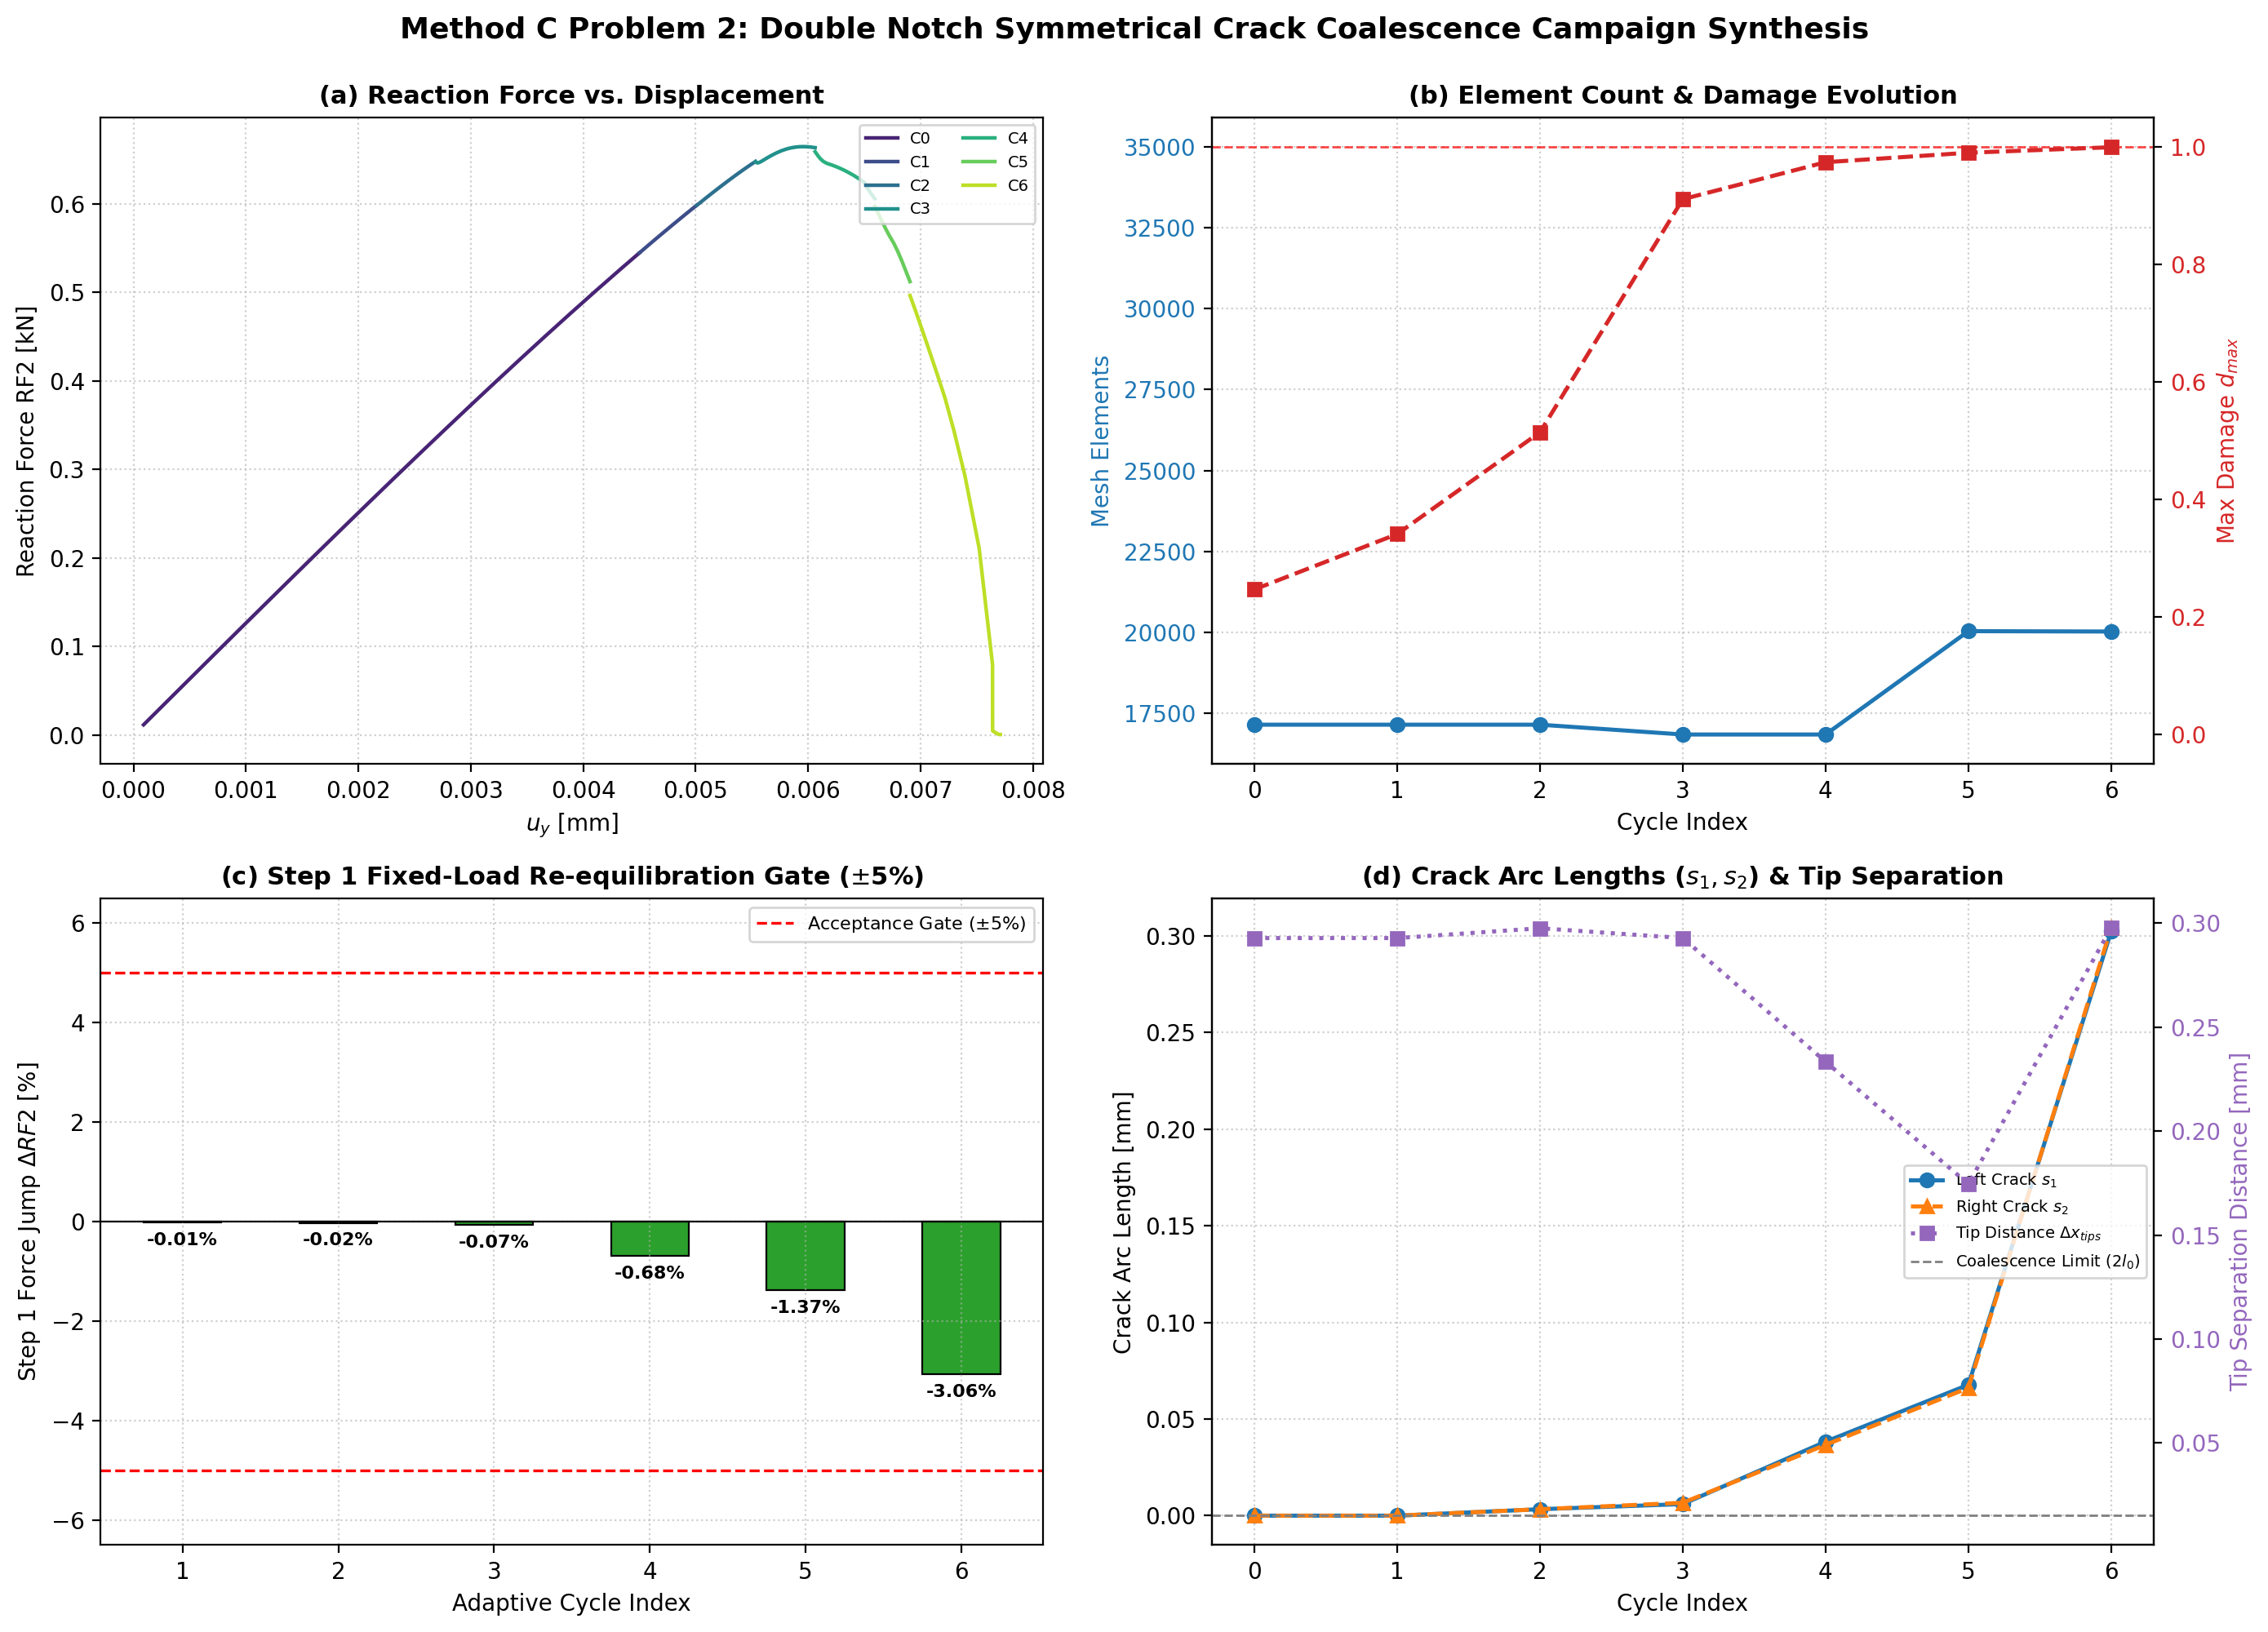 Method C Problem 2: Double Notch Symmetrical Crack Coalescence Campaign Synthesis
(a) Reaction Force vs. Displacement
Reaction Force RF2 [kN]
0.6
0.5
0.4
0.3
0.2
0.1
0.0
C0
C1
C2
C3
C4
C5
C6
0.000 0.001 0.002 0.003 0.004 0.005 0.006 0.007 0.008
u_y [mm]
(b) Element Count & Damage Evolution
Mesh Elements
35000
32500
30000
27500
25000
22500
20000
17500
1.0
0.8
0.6
0.4
0.2
0.0
Max Damage d_max
0 1 2 3 4 5 6
Cycle Index
(c) Step 1 Fixed-Load Re-equilibration Gate (±5%)
Step 1 Force Jump ΔRF2 [%]
6
4
2
0
−2
−4
−6
Acceptance Gate (±5%)
-0.01%
-0.02%
-0.07%
-0.68%
-1.37%
-3.06%
1 2 3 4 5 6
Adaptive Cycle Index
(d) Crack Arc Lengths (s₁, s₂) & Tip Separation
Crack Arc Length [mm]
0.30
0.25
0.20
0.15
0.10
0.05
0.00
Left Crack s₁
Right Crack s₂
Tip Distance Δx_tips
Coalescence Limit (2l₀)
0.30
0.25
0.20
0.15
0.10
0.05
Tip Separation Distance [mm]
0 1 2 3 4 5 6
Cycle Index